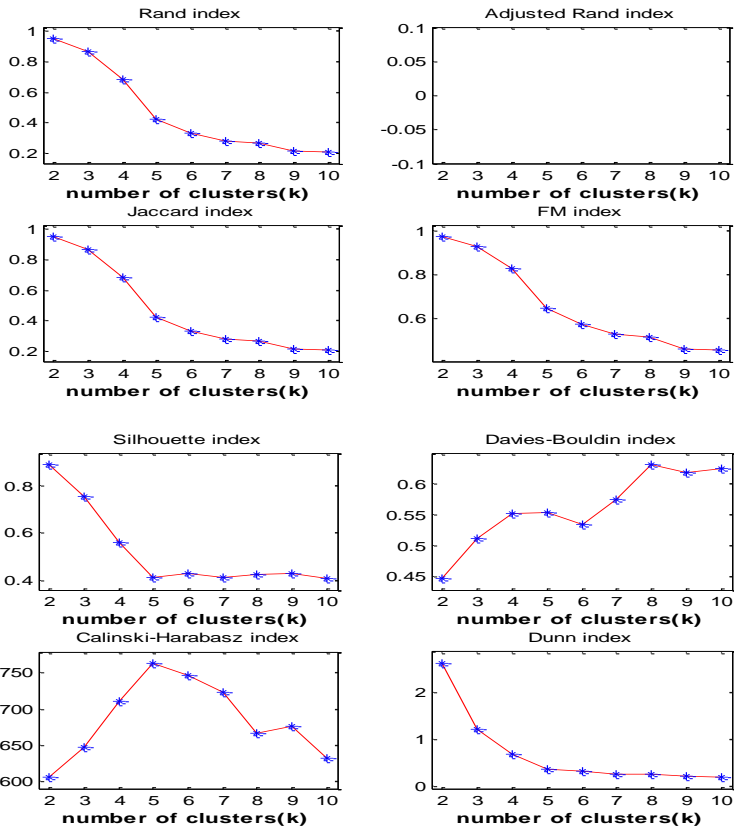 Rand index
1
0.8
0.6
0.4
0.2
2 3 4 5 6 7 8 9 10
number of clusters(k)
Adjusted Rand index
0.1
0.05
0
-0.05
-0.1
2 3 4 5 6 7 8 9 10
number of clusters(k)
Jaccard index
1
0.8
0.6
0.4
0.2
2 3 4 5 6 7 8 9 10
number of clusters(k)
FM index
1
0.8
0.6
2 3 4 5 6 7 8 9 10
number of clusters(k)
Silhouette index
0.8
0.6
0.4
2 3 4 5 6 7 8 9 10
number of clusters(k)
Davies-Bouldin index
0.6
0.55
0.5
0.45
2 3 4 5 6 7 8 9 10
number of clusters(k)
Calinski-Harabasz index
750
700
650
600
2 3 4 5 6 7 8 9 10
number of clusters(k)
Dunn index
2
1
0
2 3 4 5 6 7 8 9 10
number of clusters(k)